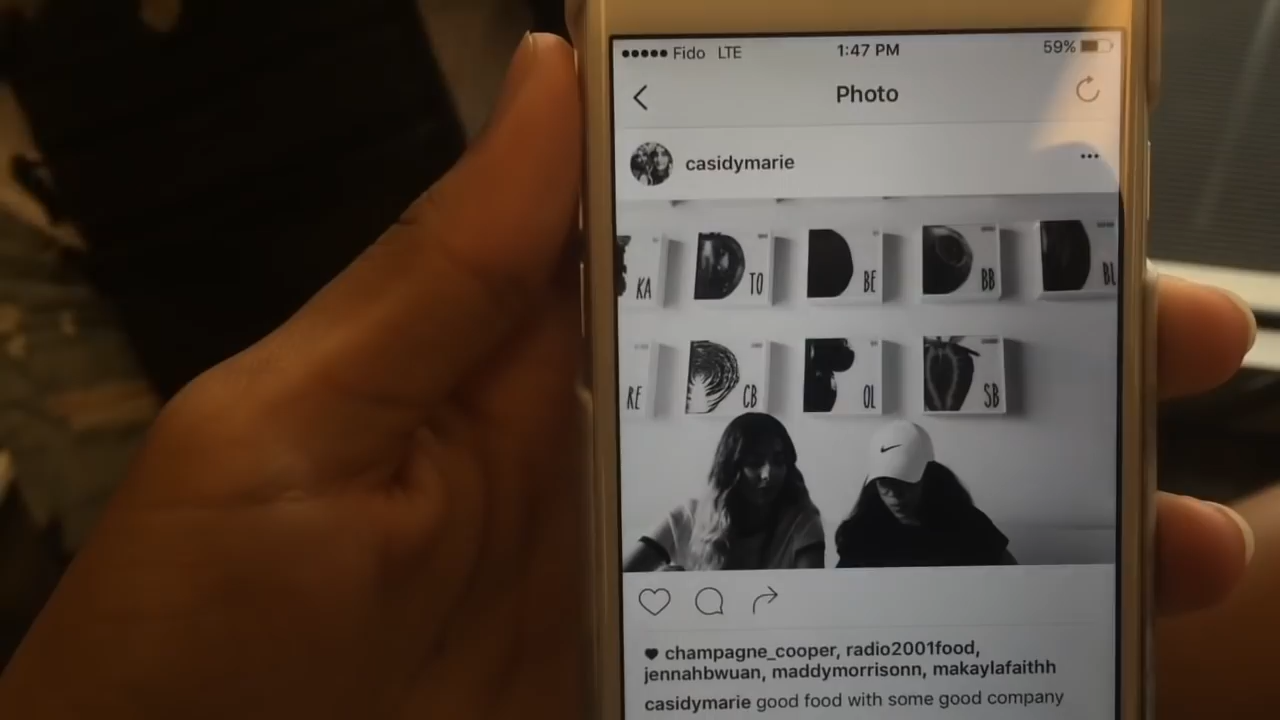 Fido LTE 1:47 PM 59%
Photo
casidymarie
KA TO BE BB BL
RE CB OL SB
champagne_cooper, radio2001food,
jennahbwuan, maddymorrisonn, makaylafaithh
casidymarie good food with some good company